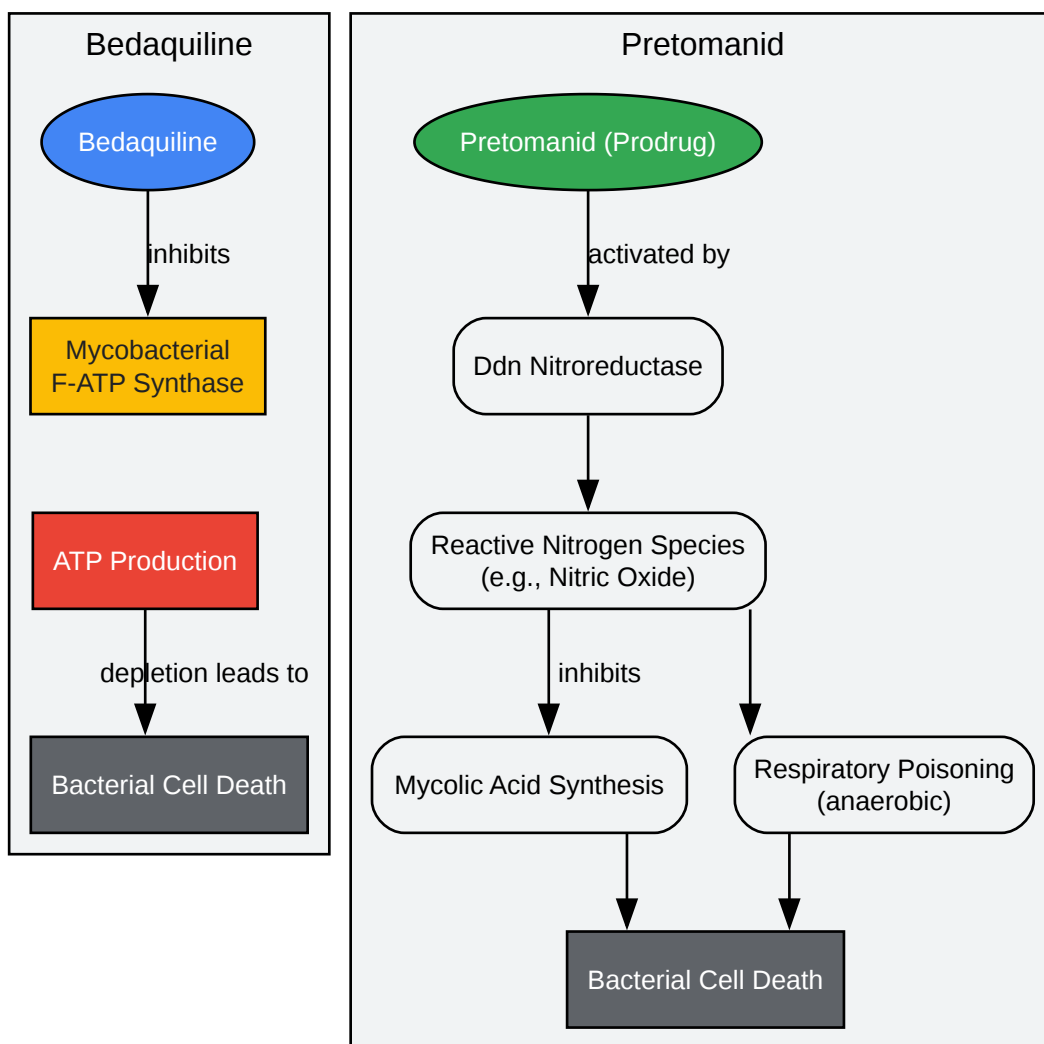 Bedaquiline
Bedaquiline
inhibits
Mycobacterial
F-ATP Synthase
ATP Production
depletion leads to
Bacterial Cell Death
Pretomanid
Pretomanid (Prodrug)
activated by
Ddn Nitroreductase
Reactive Nitrogen Species
(e.g., Nitric Oxide)
inhibits
Mycolic Acid Synthesis
Respiratory Poisoning
(anaerobic)
Bacterial Cell Death